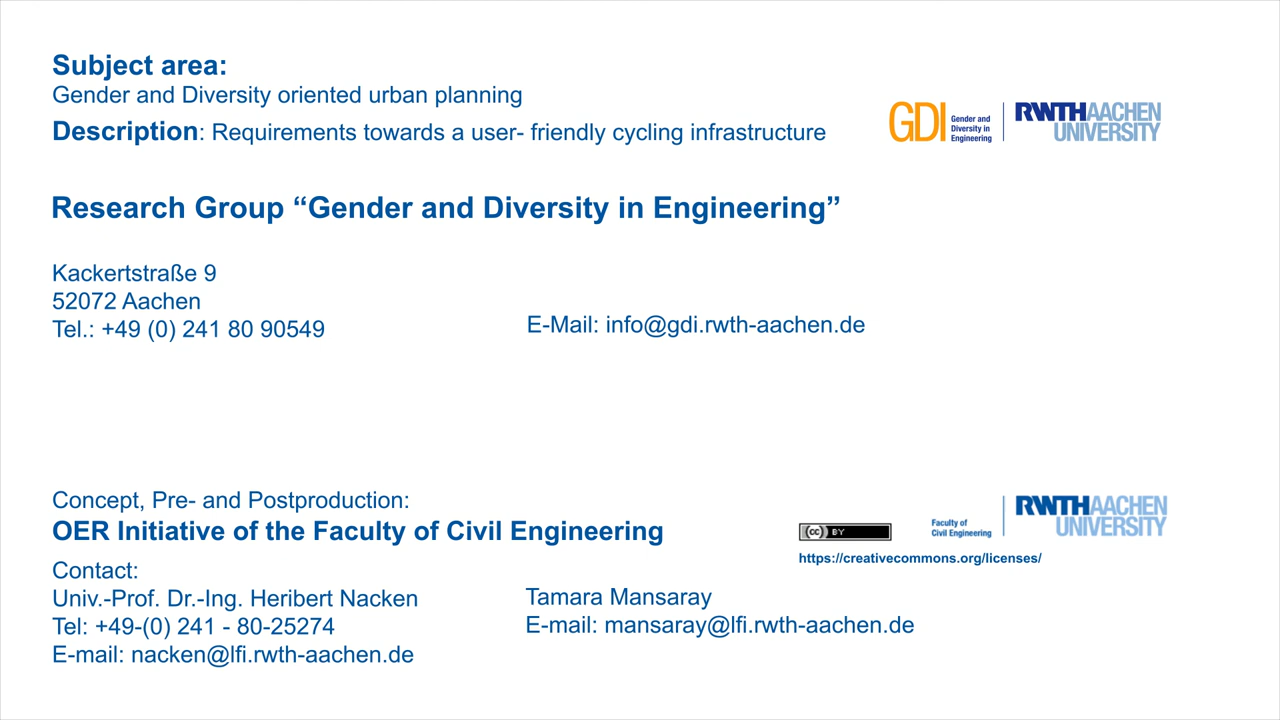 Subject area:
Gender and Diversity oriented urban planning
Description: Requirements towards a user- friendly cycling infrastructure
GDI Gender and
Diversity in
Engineering
RWTHAACHEN
UNIVERSITY
Research Group “Gender and Diversity in Engineering”
Kackertstraße 9
52072 Aachen
Tel.: +49 (0) 241 80 90549
E-Mail: info@gdi.rwth-aachen.de
Concept, Pre- and Postproduction:
OER Initiative of the Faculty of Civil Engineering
cc BY
Faculty of
Civil Engineering
RWTHAACHEN
UNIVERSITY
https://creativecommons.org/licenses/
Contact:
Univ.-Prof. Dr.-Ing. Heribert Nacken
Tel: +49-(0) 241 - 80-25274
E-mail: nacken@lfi.rwth-aachen.de
Tamara Mansaray
E-mail: mansaray@lfi.rwth-aachen.de